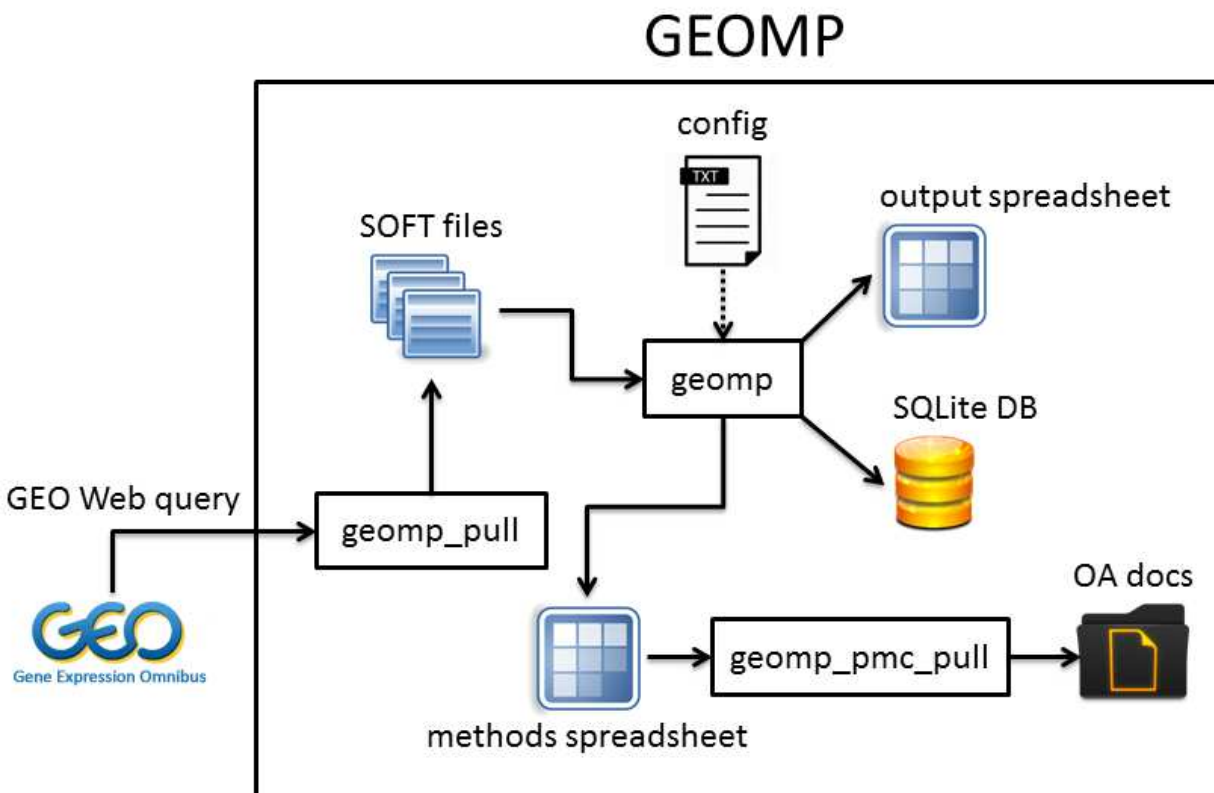 GEOMP
config
TXT
output spreadsheet
SOFT files
geomp
SQLite DB
GEO Web query
geomp_pull
OA docs
GEO
Gene Expression Omnibus
geomp_pmc_pull
methods spreadsheet